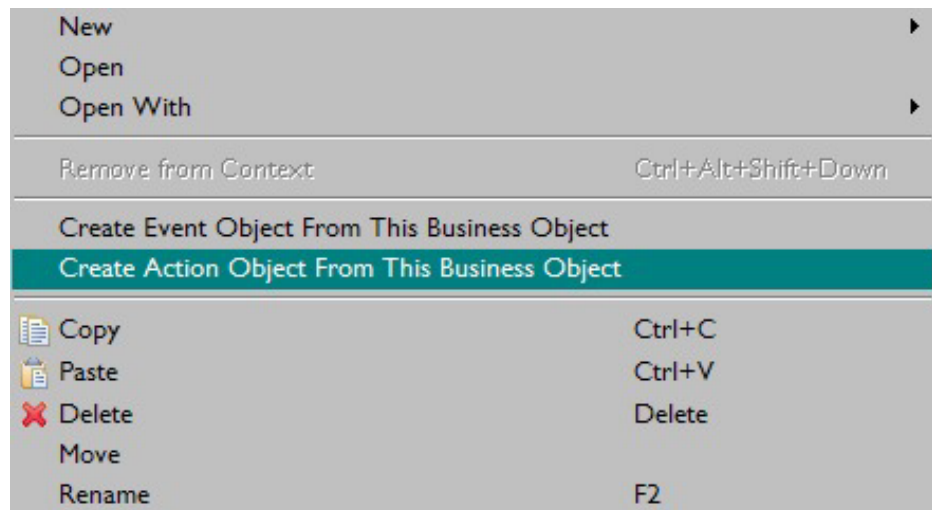 New
Open
Open With
Remove from Context Ctrl+Alt+Shift+Down
Create Event Object From This Business Object
Create Action Object From This Business Object
Copy Ctrl+C
Paste Ctrl+V
Delete Delete
Move
Rename F2